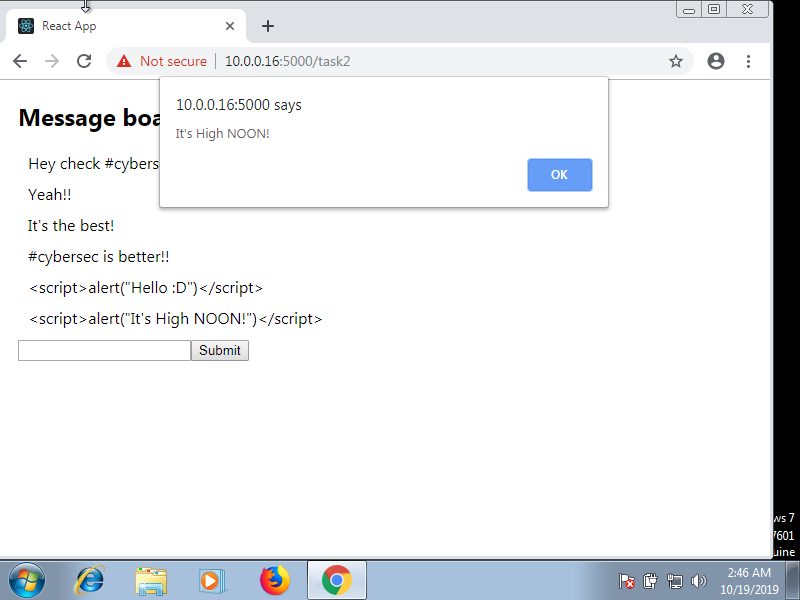 React App
Not secure
10.0.0.16:5000/task2
10.0.0.16:5000 says
It's High NOON!
OK
Message boa
Hey check #cybers
Yeah!!
It's the best!
#cybersec is better!!
<script>alert("Hello :D")</script>
<script>alert("It's High NOON!")</script>
Submit
ws 7
7601
uine
2:46 AM
10/19/2019